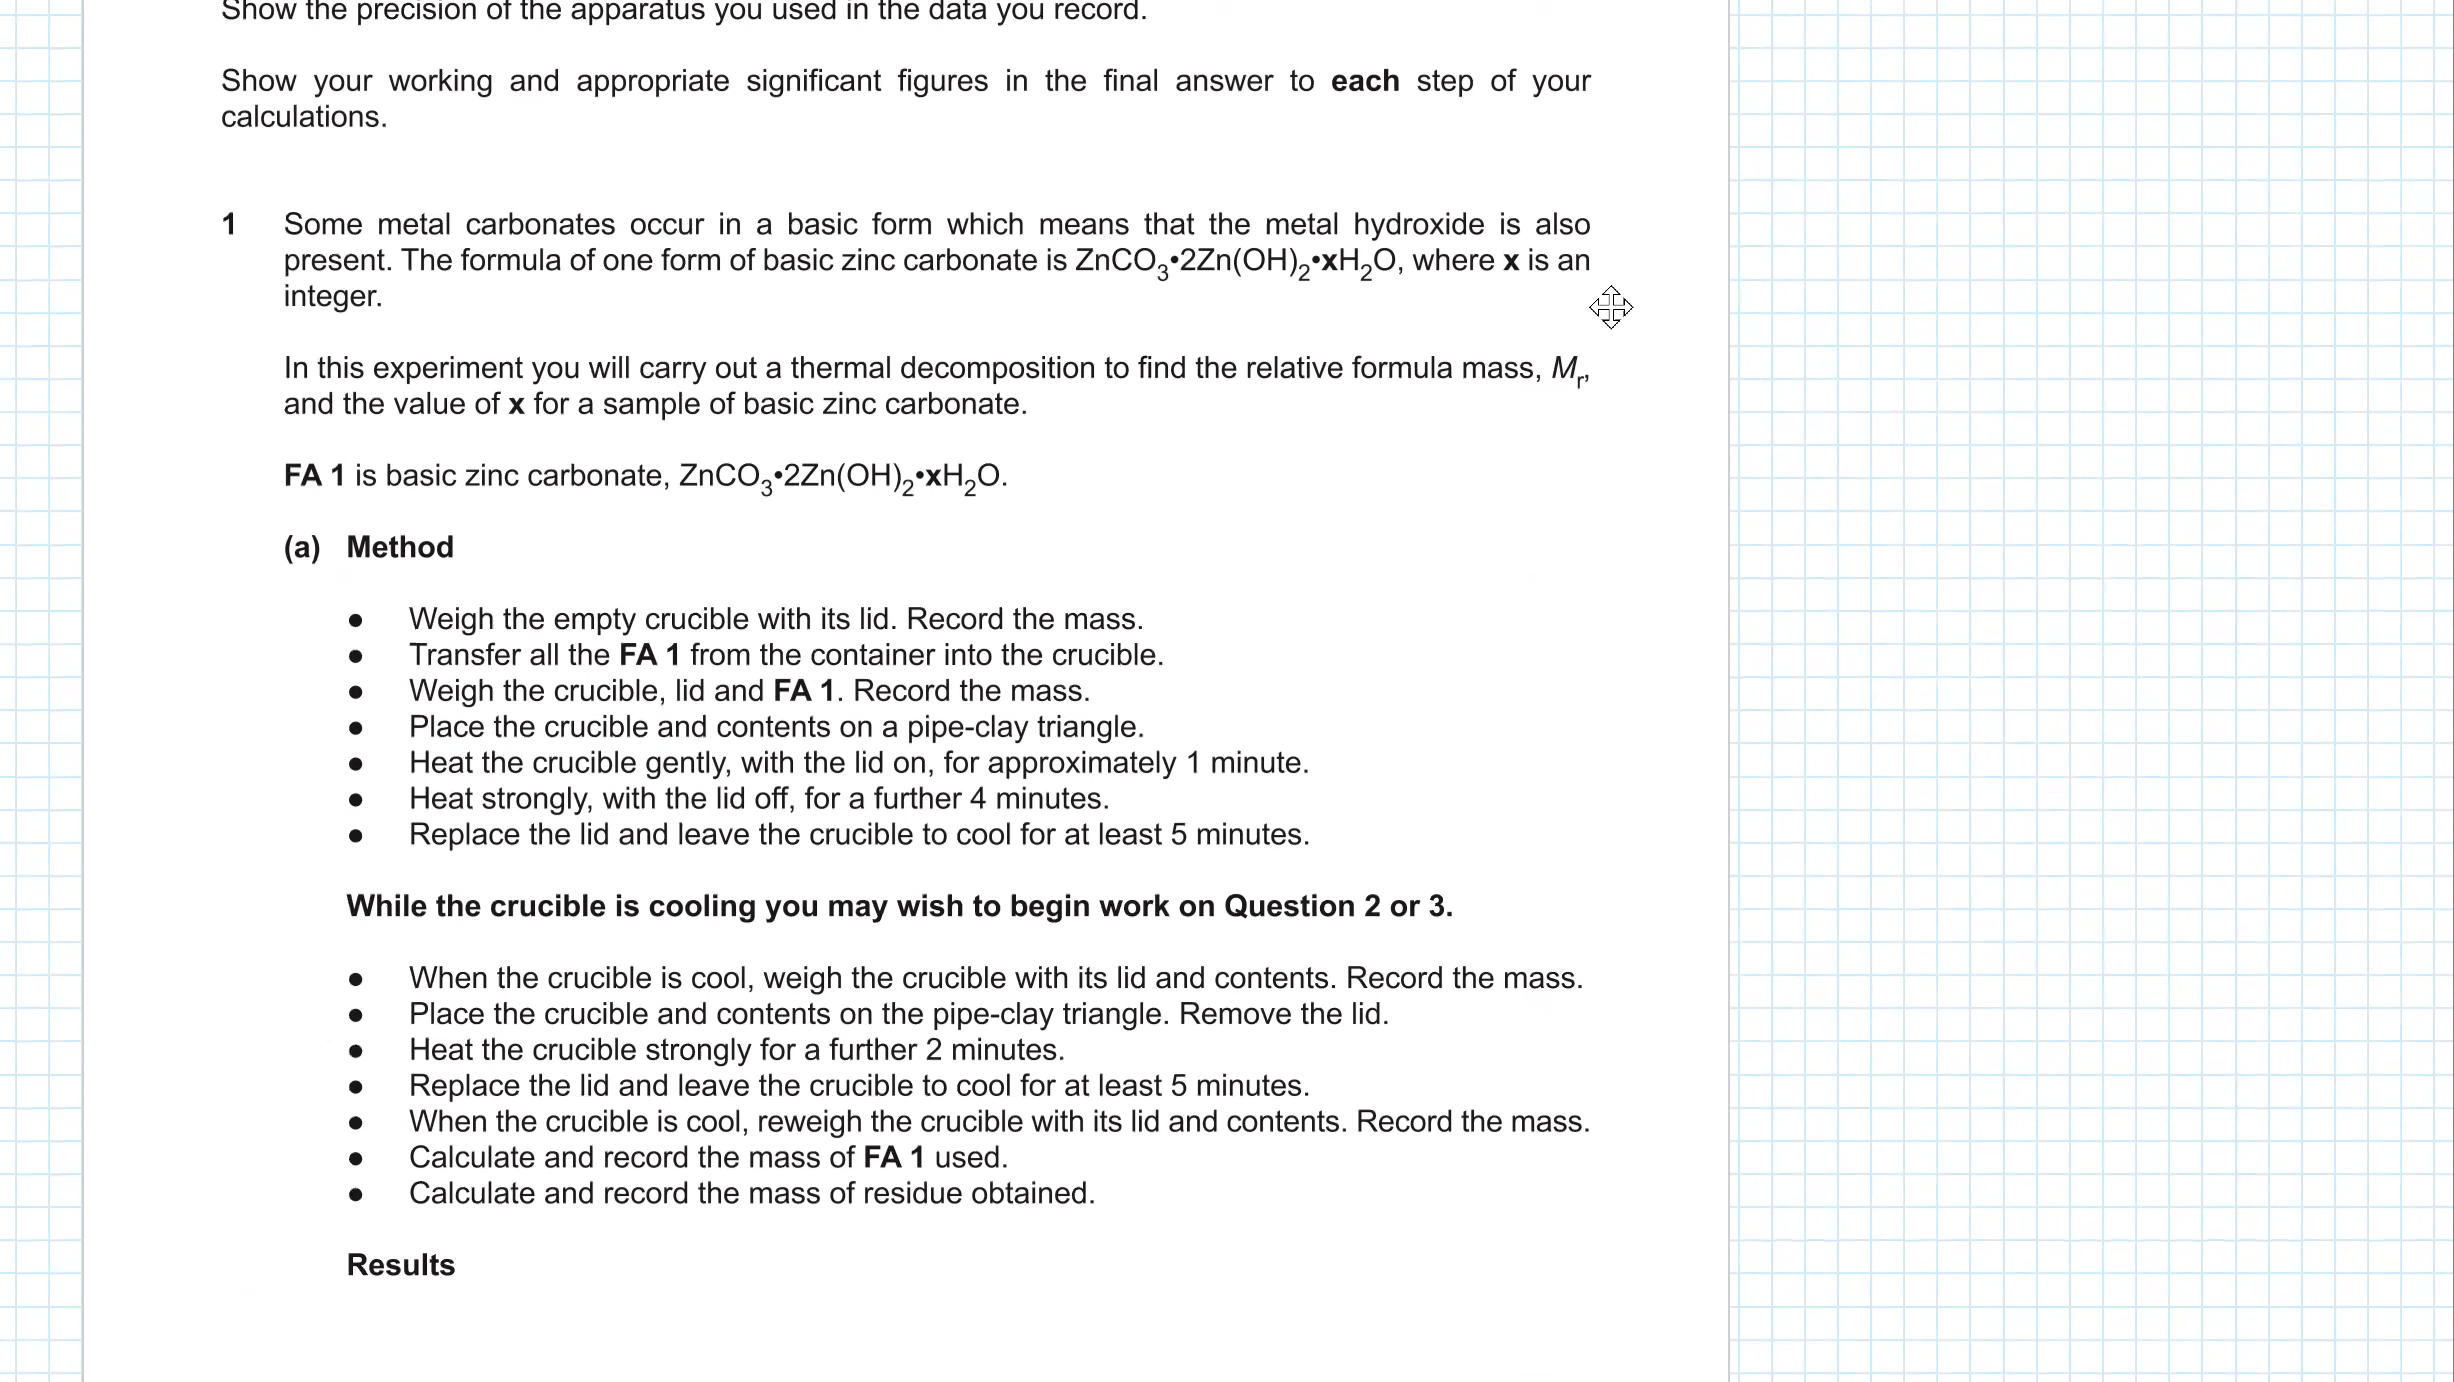 Show the precision of the apparatus you used in the data you record.
Show your working and appropriate significant figures in the final answer to each step of your
calculations.
1 Some metal carbonates occur in a basic form which means that the metal hydroxide is also
present. The formula of one form of basic zinc carbonate is ZnCO₃•2Zn(OH)₂•xH₂O, where x is an
integer.
In this experiment you will carry out a thermal decomposition to find the relative formula mass, Mᵣ,
and the value of x for a sample of basic zinc carbonate.
FA 1 is basic zinc carbonate, ZnCO₃•2Zn(OH)₂•xH₂O.
(a) Method
● Weigh the empty crucible with its lid. Record the mass.
● Transfer all the FA 1 from the container into the crucible.
● Weigh the crucible, lid and FA 1. Record the mass.
● Place the crucible and contents on a pipe-clay triangle.
● Heat the crucible gently, with the lid on, for approximately 1 minute.
● Heat strongly, with the lid off, for a further 4 minutes.
● Replace the lid and leave the crucible to cool for at least 5 minutes.
While the crucible is cooling you may wish to begin work on Question 2 or 3.
● When the crucible is cool, weigh the crucible with its lid and contents. Record the mass.
● Place the crucible and contents on the pipe-clay triangle. Remove the lid.
● Heat the crucible strongly for a further 2 minutes.
● Replace the lid and leave the crucible to cool for at least 5 minutes.
● When the crucible is cool, reweigh the crucible with its lid and contents. Record the mass.
● Calculate and record the mass of FA 1 used.
● Calculate and record the mass of residue obtained.
Results